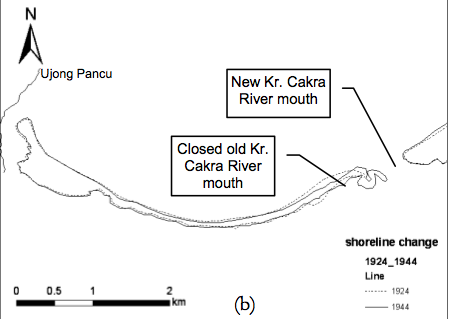 N
Ujong Pancu
New Kr. Cakra
River mouth
Closed old Kr.
Cakra River
mouth
shoreline change
1924_1944
Line
1924
1944
0 0.5 1 2
km
(b)